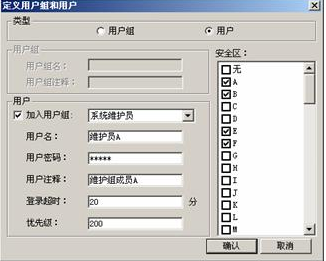 定义用户组和用户
类型
用户组
用户
用户组
用户组名:
用户组注释:
用户
加入用户组:
系统维护员
用户名:
维护员A
用户密码:
*****
用户注释:
维护组成员A
登录超时:
20
分
优先级:
200
安全区:
无
A
B
C
D
E
F
G
H
I
J
K
L
M
确认
取消